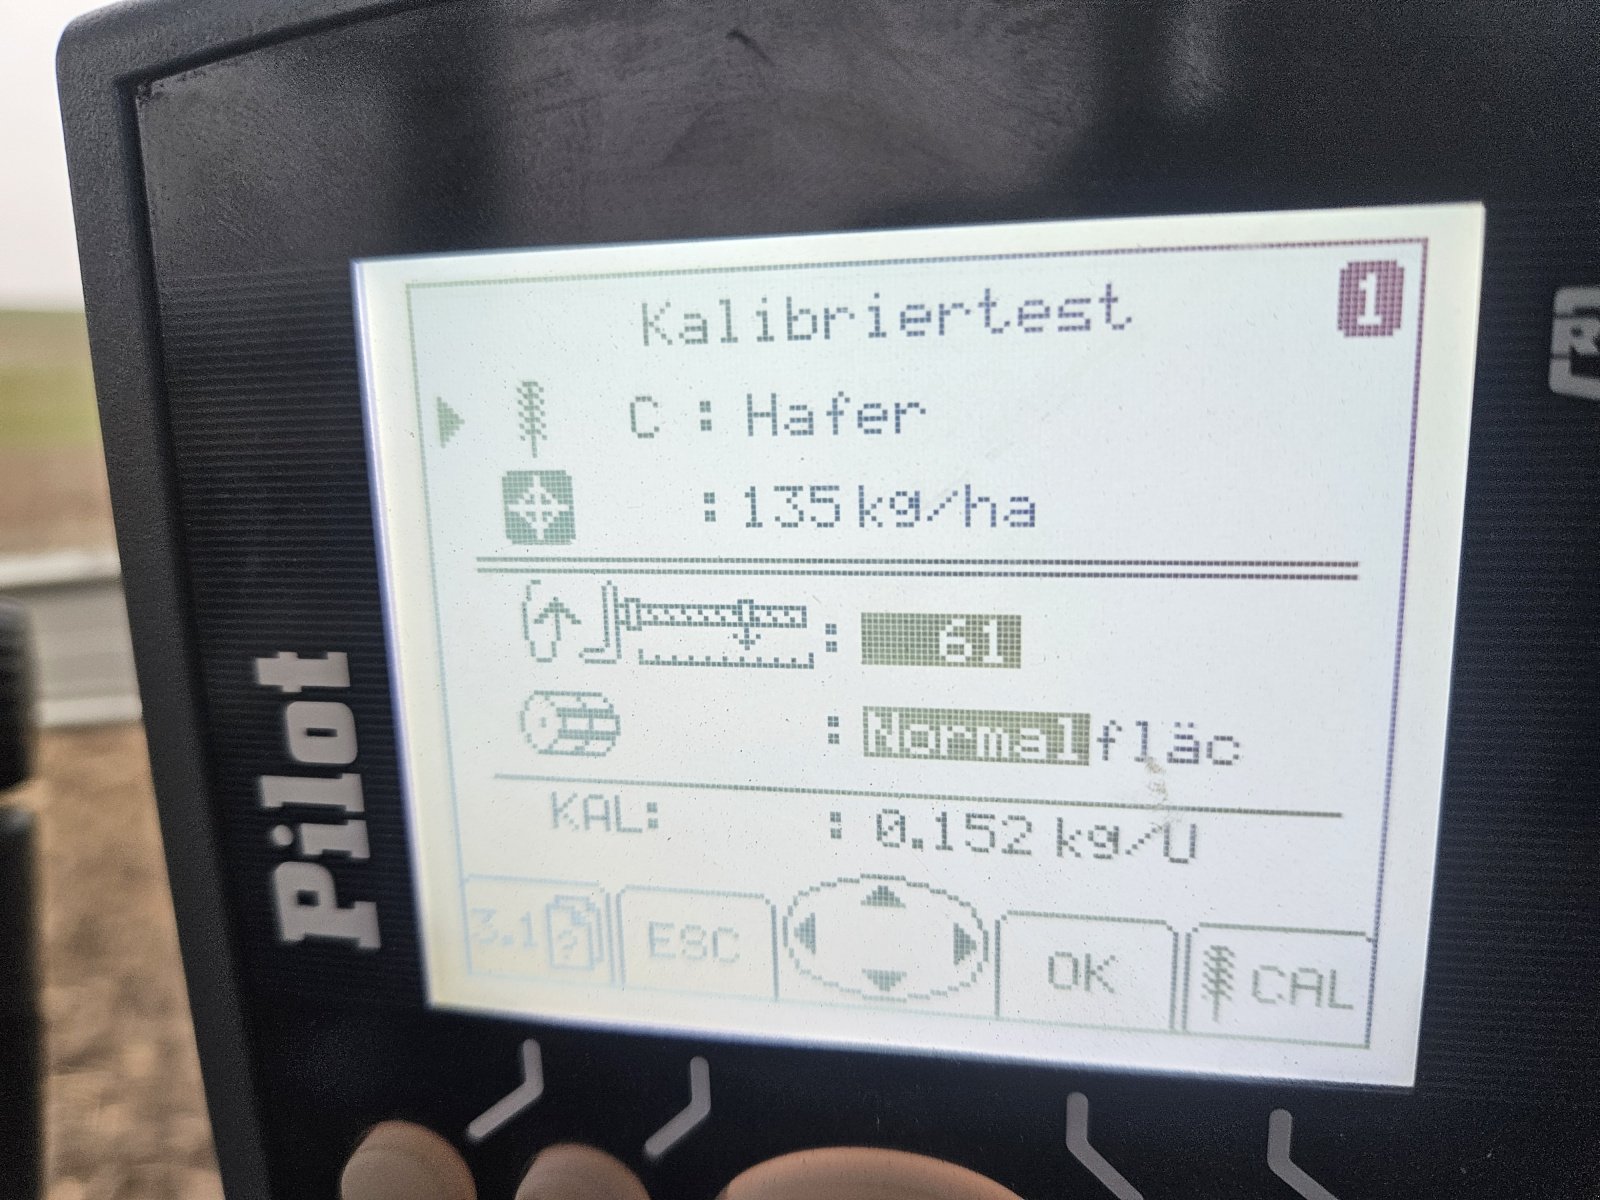 Kalibriertest
1
C : Hafer
: 135 kg/ha
: 61
: Normal fläc
KAL: : 0.152 kg/U
3.1 ? ESC OK CAL
Pilot